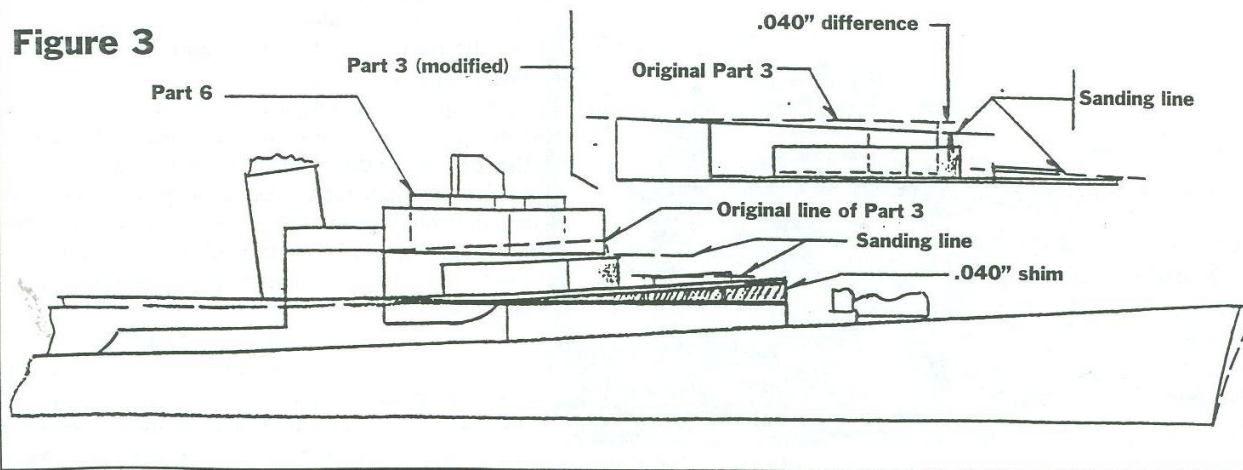 Figure 3
.040” difference
Part 3 (modified)
Original Part 3
Part 6
Sanding line
Original line of Part 3
Sanding line
.040” shim